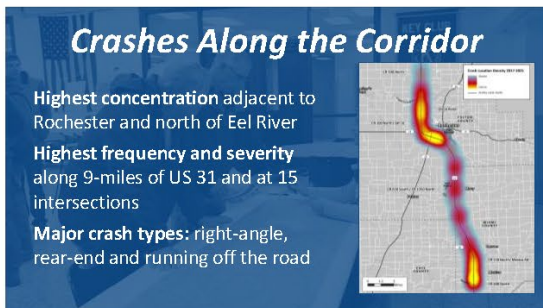 Crashes Along the Corridor
Highest concentration adjacent to
Rochester and north of Eel River
Highest frequency and severity
along 9-miles of US 31 and at 15
intersections
Major crash types: right-angle,
rear-end and running off the road